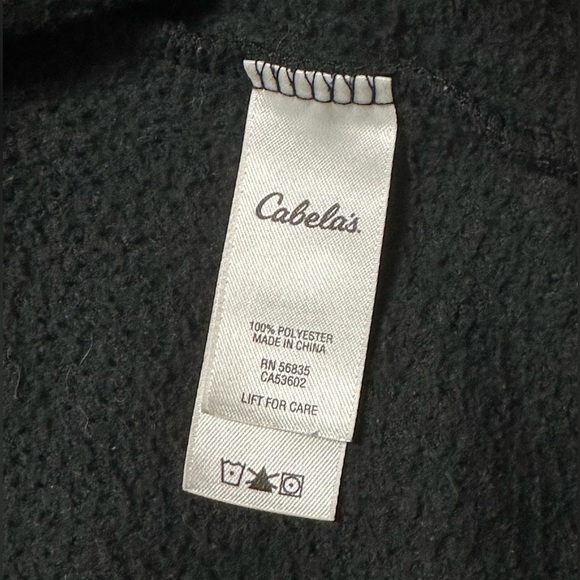 Cabela's
100% POLYESTER
MADE IN CHINA
RN 56835
CA53602
LIFT FOR CARE